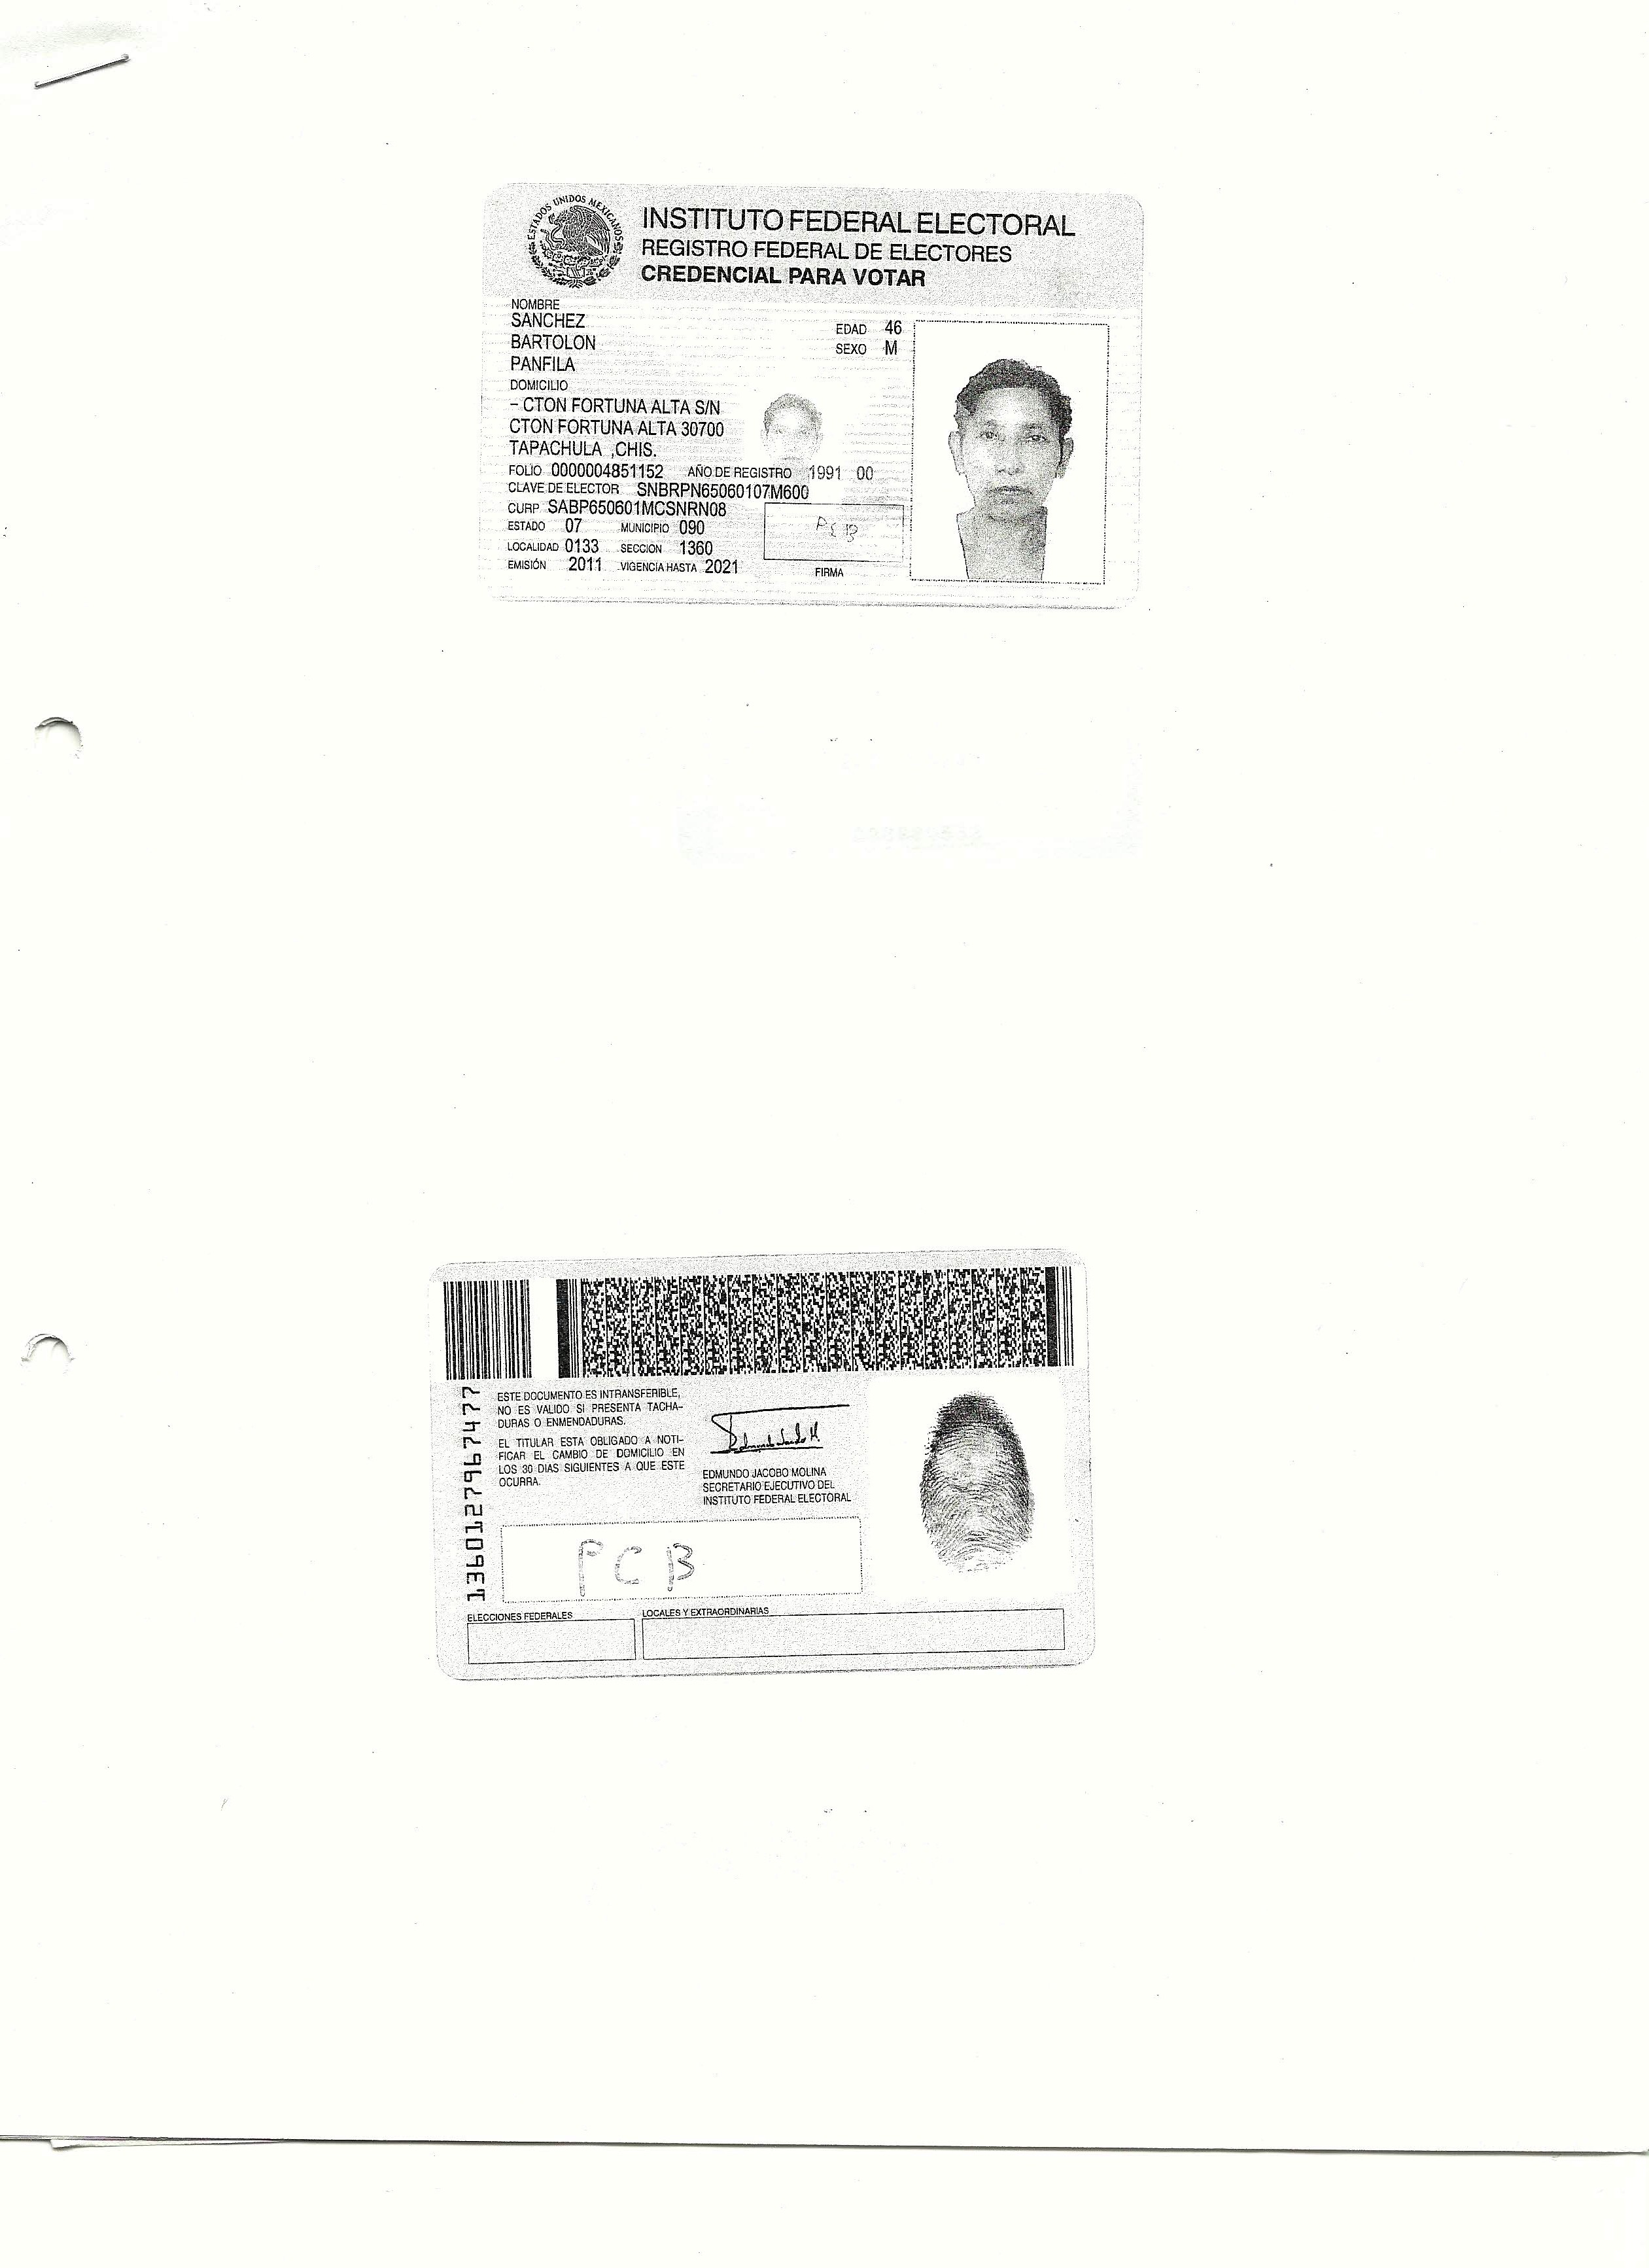 ESTADOS UNIDOS MEXICANOS
INSTITUTO FEDERAL ELECTORAL
REGISTRO FEDERAL DE ELECTORES
CREDENCIAL PARA VOTAR
NOMBRE
SANCHEZ
BARTOLON
PANFILA
EDAD 46
SEXO M
DOMICILIO
- CTON FORTUNA ALTA S/N
CTON FORTUNA ALTA 30700
TAPACHULA ,CHIS.
FOLIO 0000004851152 AÑO DE REGISTRO 1991 00
CLAVE DE ELECTOR SNBRPN65060107M600
CURP SABP650601MCSNRN08
ESTADO 07 MUNICIPIO 090
LOCALIDAD 0133 SECCION 1360
EMISIÓN 2011 VIGENCIA HASTA 2021
FIRMA
1360127967477
ESTE DOCUMENTO ES INTRANSFERIBLE,
NO ES VALIDO SI PRESENTA TACHA-
DURAS O ENMENDADURAS.
EL TITULAR ESTA OBLIGADO A NOTI-
FICAR EL CAMBIO DE DOMICILIO EN
LOS 30 DIAS SIGUIENTES A QUE ESTE
OCURRA.
EDMUNDO JACOBO MOLINA
SECRETARIO EJECUTIVO DEL
INSTITUTO FEDERAL ELECTORAL
PCB
ELECCIONES FEDERALES
LOCALES Y EXTRAORDINARIAS